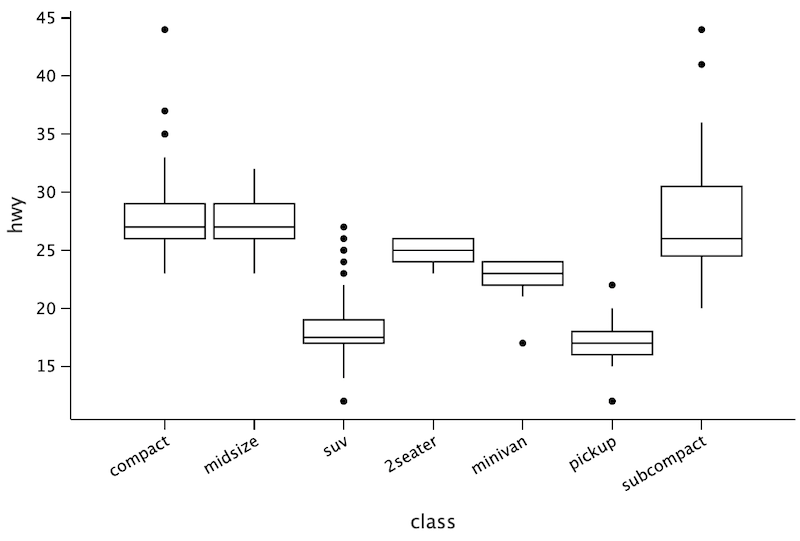 45
40
35
30
25
20
15
hwy
compact
midsize
suv
2seater
minivan
pickup
subcompact
class